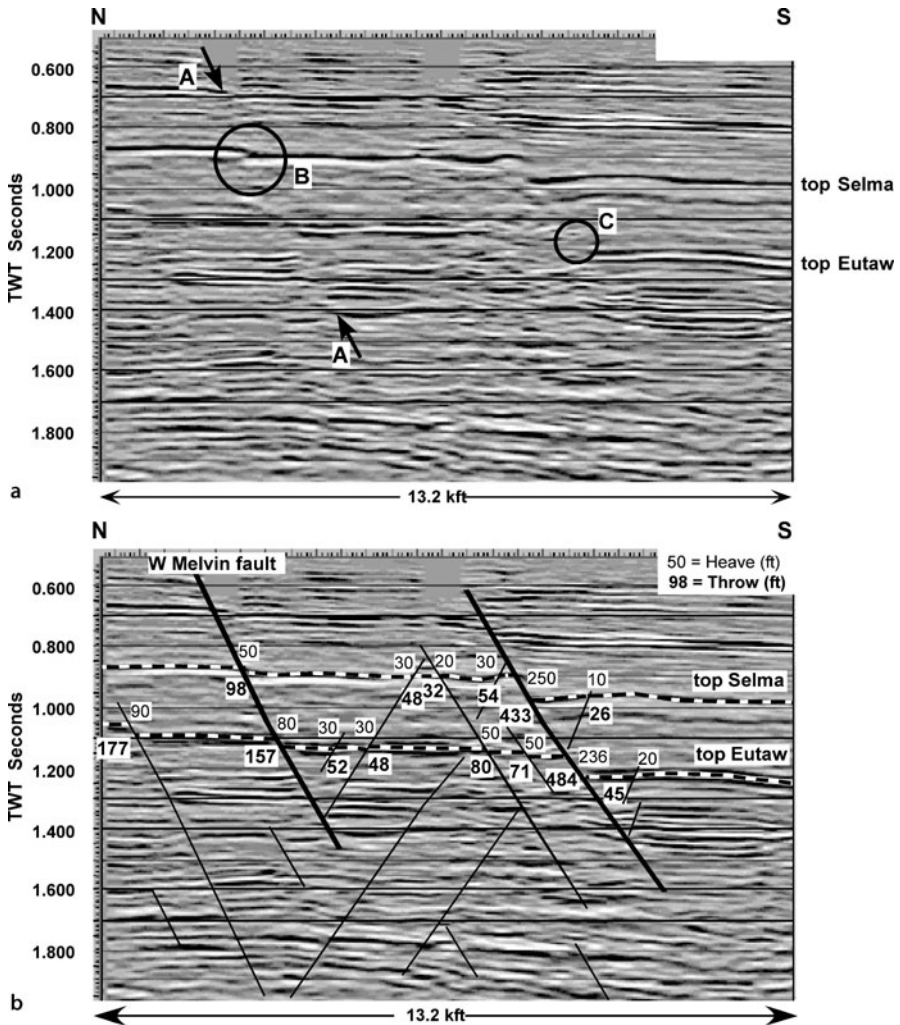 N S
A
0.600
0.800
B
1.000
top Selma
C
1.200
top Eutaw
1.400
A
1.600
1.800
TWT Seconds
a
13.2 kft
N S
W Melvin fault
50 = Heave (ft)
98 = Throw (ft)
0.600
0.800
50
30 20 30
250
10
top Selma
98
48 32 54
433
26
1.000
90
80
30 30
50 50
236
20
top Eutaw
177
157
52 48
80 71
484
45
1.200
1.400
1.600
1.800
TWT Seconds
b
13.2 kft